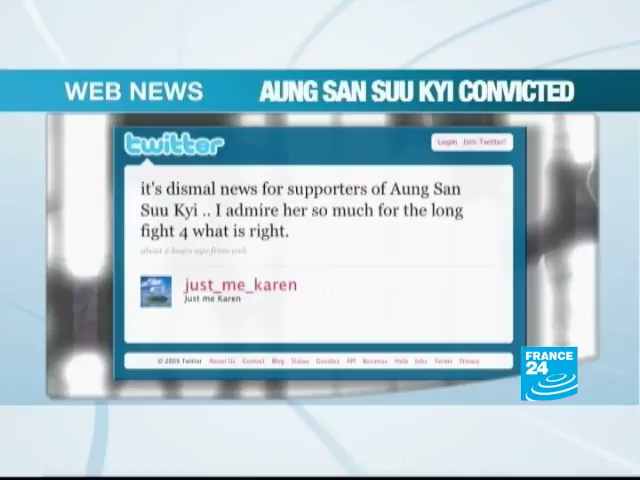 WEB NEWS AUNG SAN SUU KYI CONVICTED
twitter
Login Join Twitter!
it's dismal news for supporters of Aung San
Suu Kyi .. I admire her so much for the long
fight 4 what is right.
about 2 hours ago from web
just_me_karen
Just me Karen
© 2009 Twitter About Us Contact Blog Status Goodies API Business Help Jobs Terms Privacy
FRANCE
24